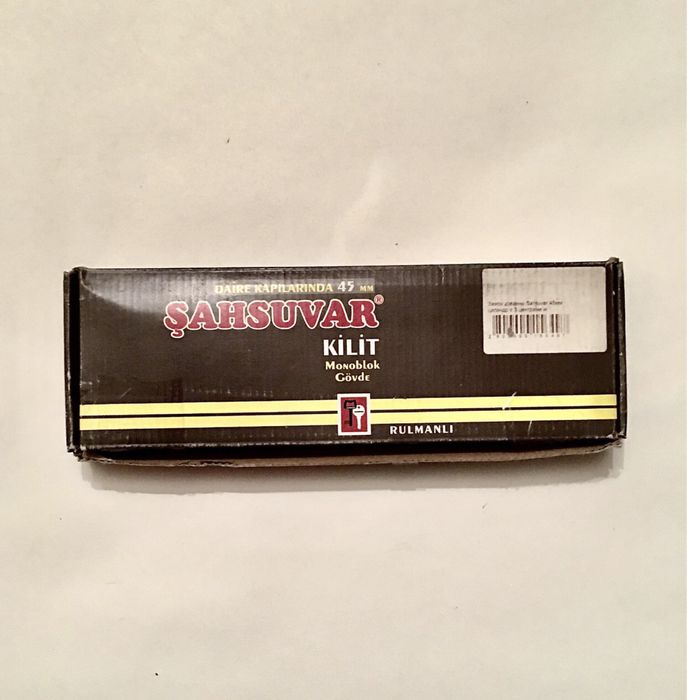 DAİRE KAPILARINDA 45 MM
ŞAHSUVAR®
KİLİT
Monoblok
Gövde
RULMANLI